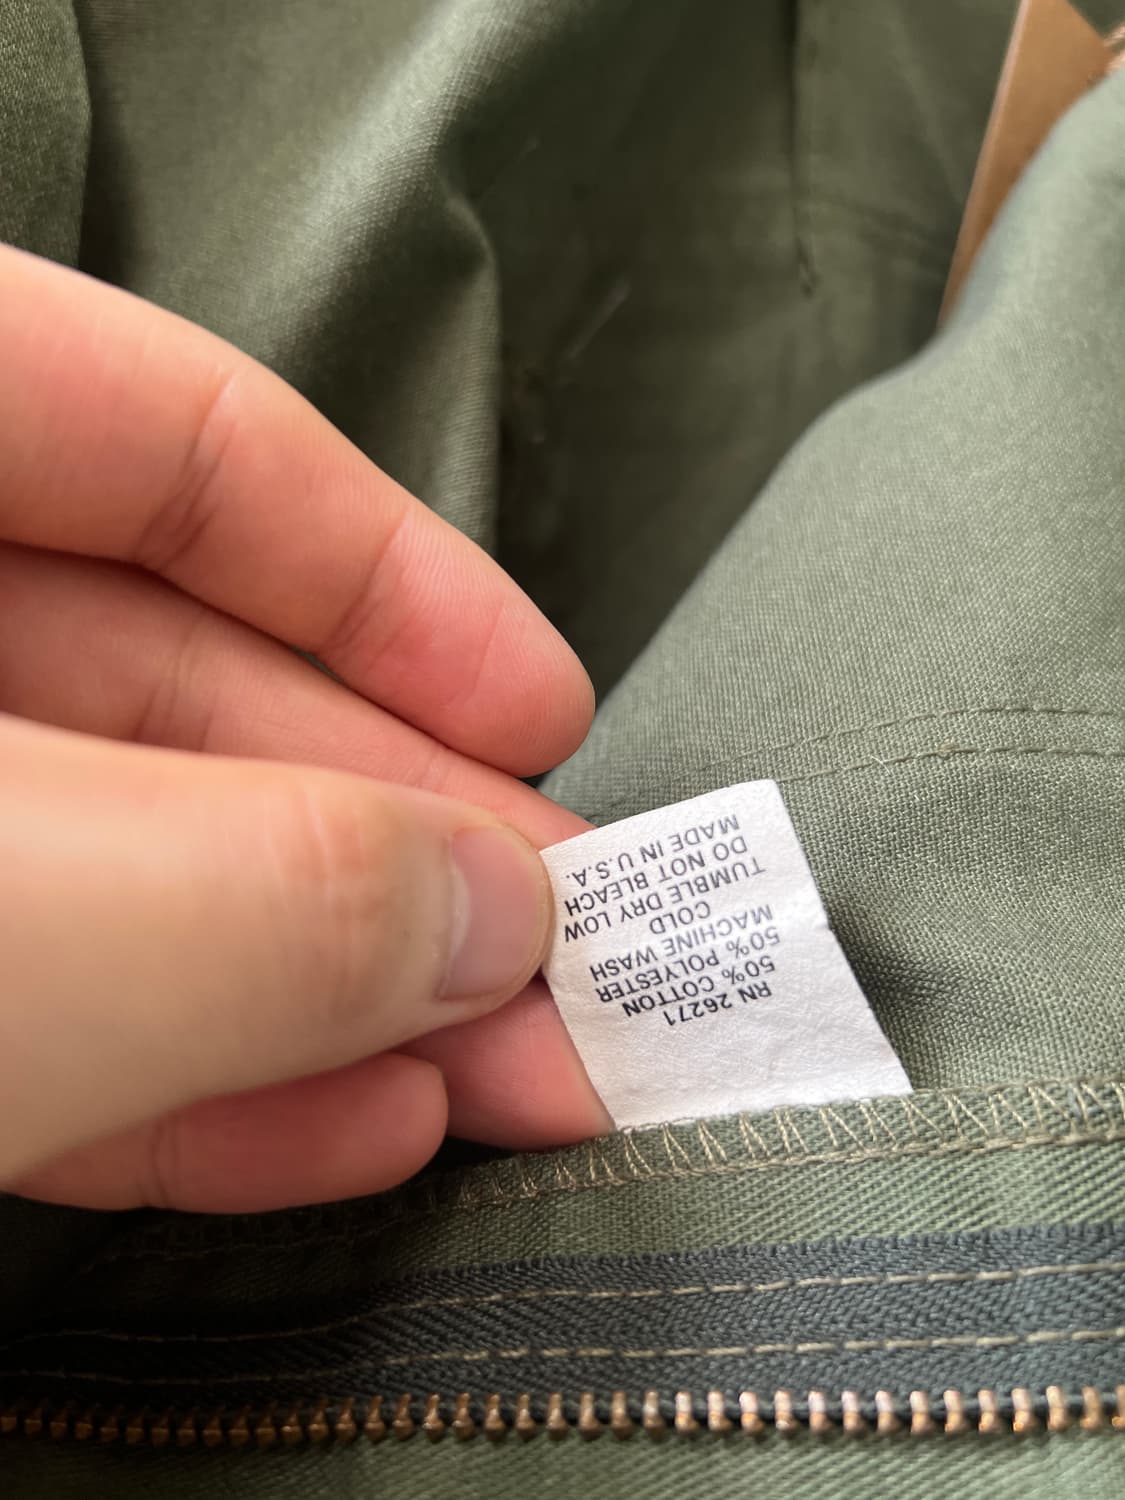 RN 26271
50% COTTON
50% POLYESTER
MACHINE WASH
COLD
TUMBLE DRY LOW
DO NOT BLEACH
MADE IN U.S.A.